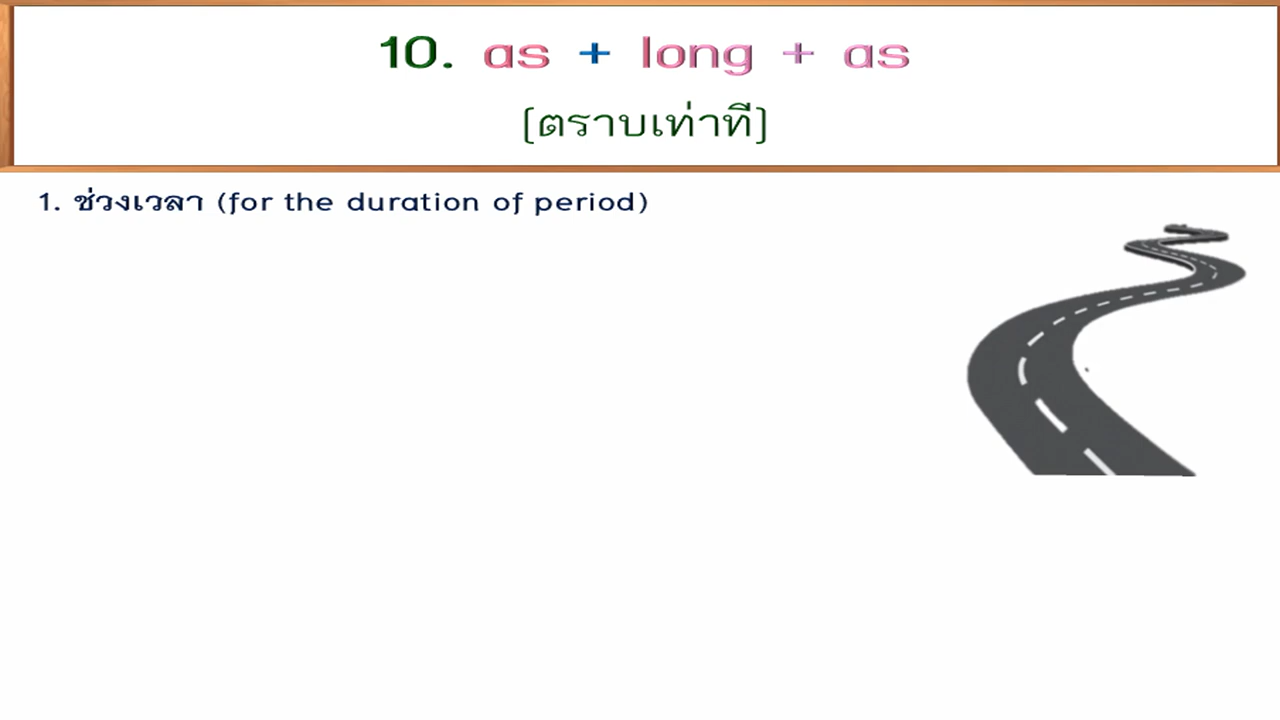 10. as + long + as
[ตราบเท่าที่]
1. ช่วงเวลา (for the duration of period)